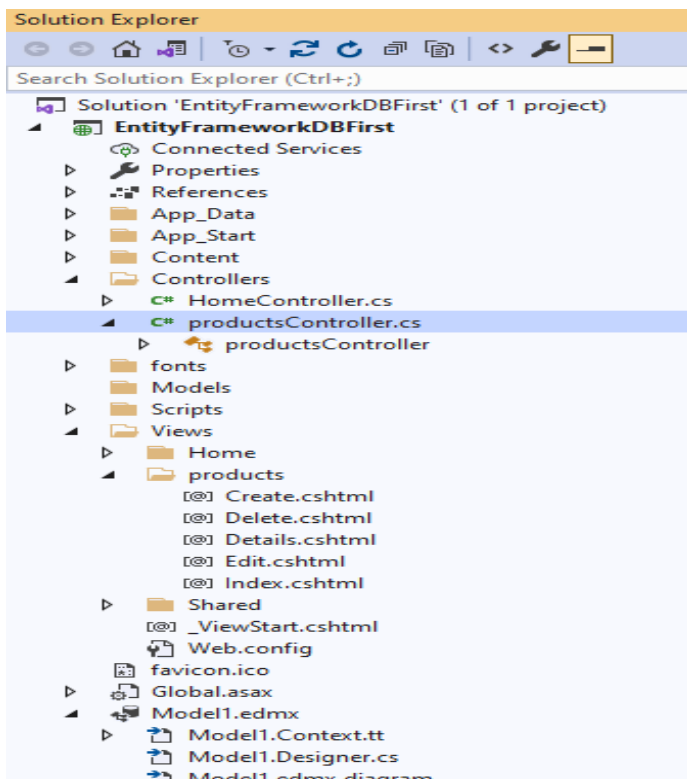 Solution Explorer
Search Solution Explorer (Ctrl+;)
Solution 'EntityFrameworkDBFirst' (1 of 1 project)
EntityFrameworkDBFirst
Connected Services
Properties
References
App_Data
App_Start
Content
Controllers
C# HomeController.cs
C# productsController.cs
productsController
fonts
Models
Scripts
Views
Home
products
[@] Create.cshtml
[@] Delete.cshtml
[@] Details.cshtml
[@] Edit.cshtml
[@] Index.cshtml
Shared
[@] _ViewStart.cshtml
Web.config
favicon.ico
Global.asax
Model1.edmx
Model1.Context.tt
Model1.Designer.cs
Model1.edmx.diagram